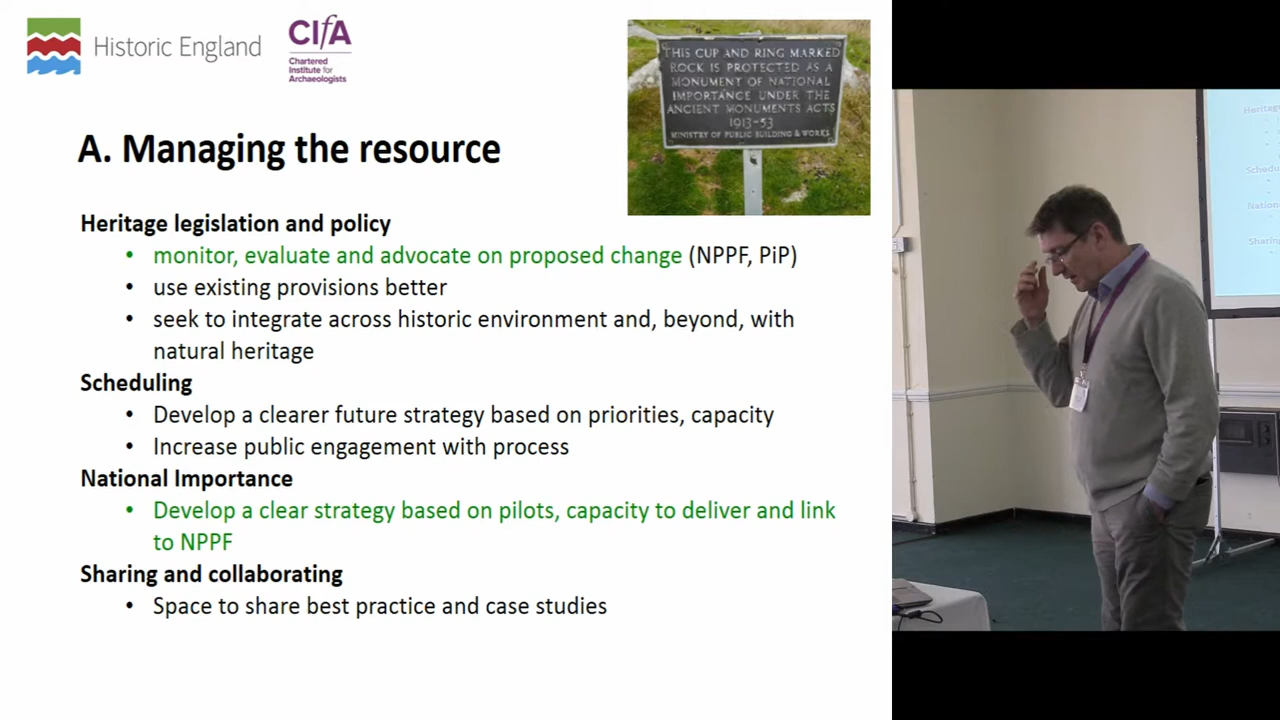 Historic England
CIfA
Chartered
Institute for
Archaeologists
THIS CUP AND RING MARKED
ROCK IS PROTECTED AS A
MONUMENT OF NATIONAL
IMPORTANCE UNDER THE
ANCIENT MONUMENTS ACTS
1913-53
MINISTRY OF PUBLIC BUILDING & WORKS
A. Managing the resource
Heritage legislation and policy
• monitor, evaluate and advocate on proposed change (NPPF, PiP)
• use existing provisions better
• seek to integrate across historic environment and, beyond, with
natural heritage
Scheduling
• Develop a clearer future strategy based on priorities, capacity
• Increase public engagement with process
National Importance
• Develop a clear strategy based on pilots, capacity to deliver and link
to NPPF
Sharing and collaborating
• Space to share best practice and case studies
Heritage
Schedu
Nation
Sharing